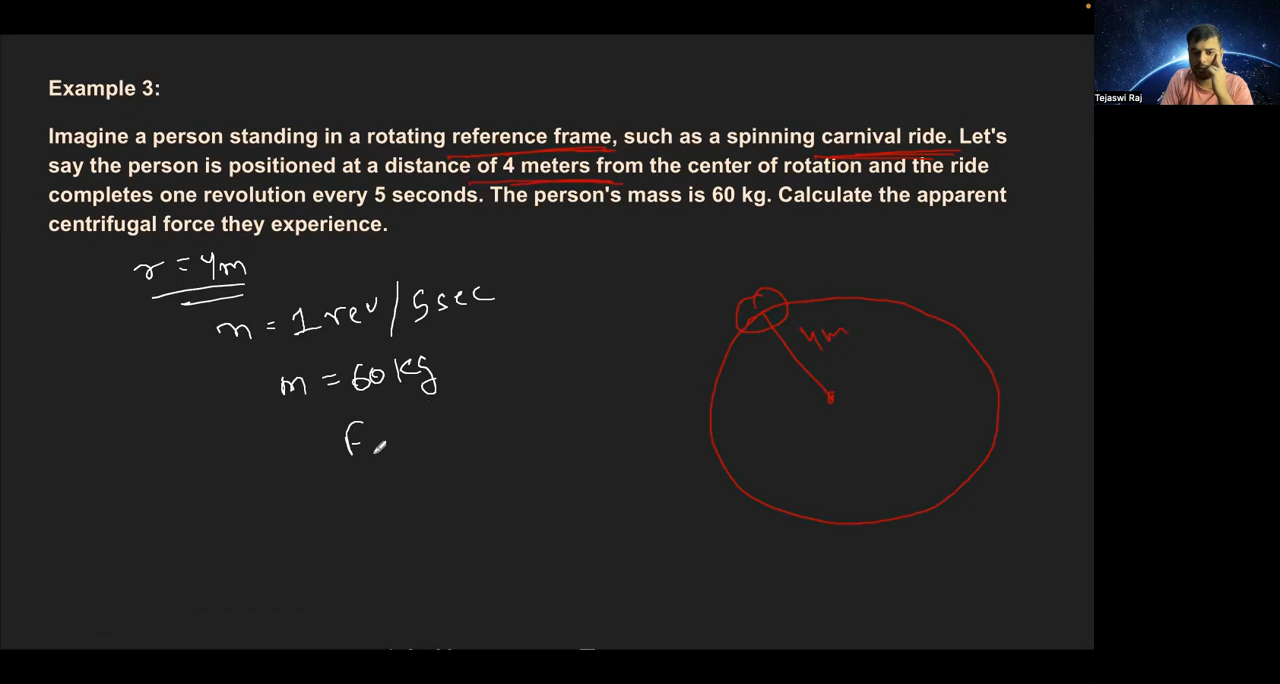 Example 3:
Imagine a person standing in a rotating reference frame, such as a spinning carnival ride. Let's
say the person is positioned at a distance of 4 meters from the center of rotation and the ride
completes one revolution every 5 seconds. The person's mass is 60 kg. Calculate the apparent
centrifugal force they experience.
r = 4m
n = 1 rev / 5 sec
m = 60 kg
F
4m
Tejaswi Raj